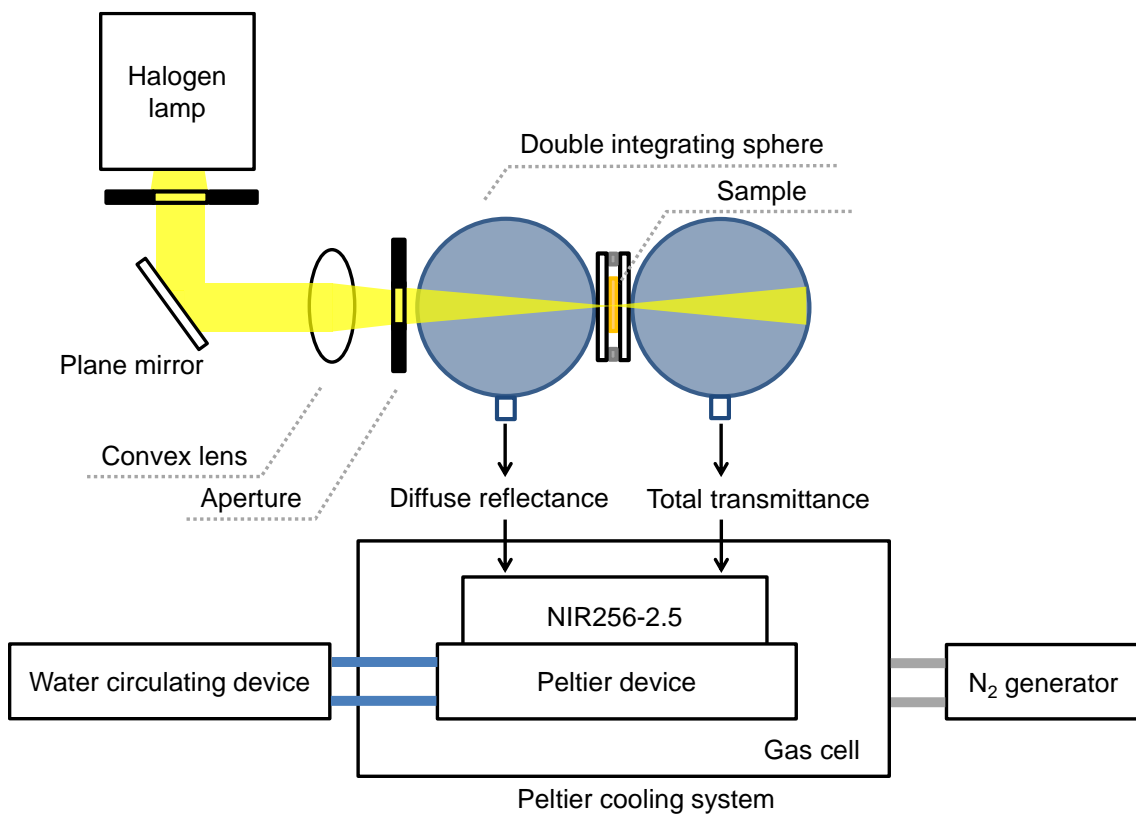 Halogen
lamp
Double integrating sphere
Sample
Plane mirror
Convex lens
Aperture
Diffuse reflectance
Total transmittance
NIR256-2.5
Water circulating device
Peltier device
N₂ generator
Gas cell
Peltier cooling system